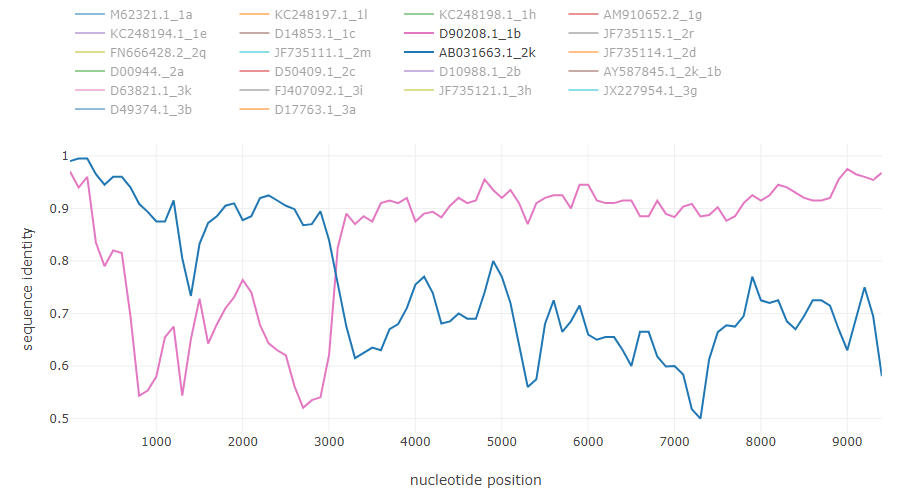 M62321.1_1a KC248197.1_1l KC248198.1_1h AM910652.2_1g
KC248194.1_1e D14853.1_1c D90208.1_1b JF735115.1_2r
FN666428.2_2q JF735111.1_2m AB031663.1_2k JF735114.1_2d
D00944._2a D50409.1_2c D10988.1_2b AY587845.1_2k_1b
D63821.1_3k FJ407092.1_3i JF735121.1_3h JX227954.1_3g
D49374.1_3b D17763.1_3a
1
0.9
0.8
0.7
0.6
0.5
sequence identity
1000 2000 3000 4000 5000 6000 7000 8000 9000
nucleotide position